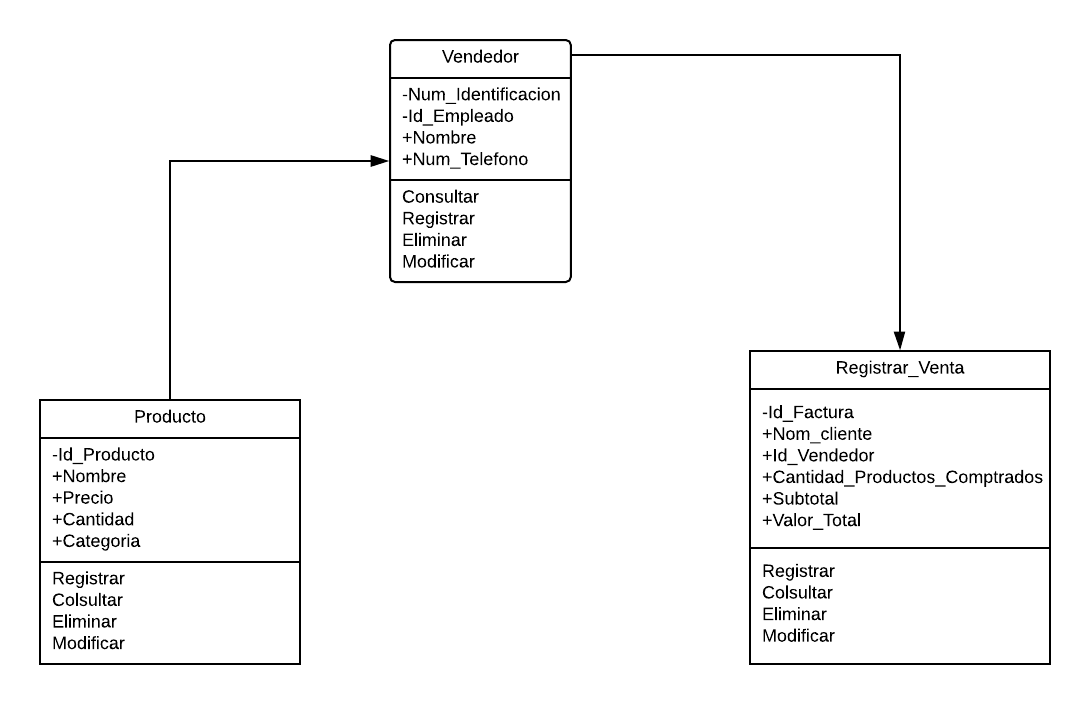 Vendedor
-Num_Identificacion
-Id_Empleado
+Nombre
+Num_Telefono
Consultar
Registrar
Eliminar
Modificar
Producto
-Id_Producto
+Nombre
+Precio
+Cantidad
+Categoria
Registrar
Colsultar
Eliminar
Modificar
Registrar_Venta
-Id_Factura
+Nom_cliente
+Id_Vendedor
+Cantidad_Productos_Comptrados
+Subtotal
+Valor_Total
Registrar
Colsultar
Eliminar
Modificar